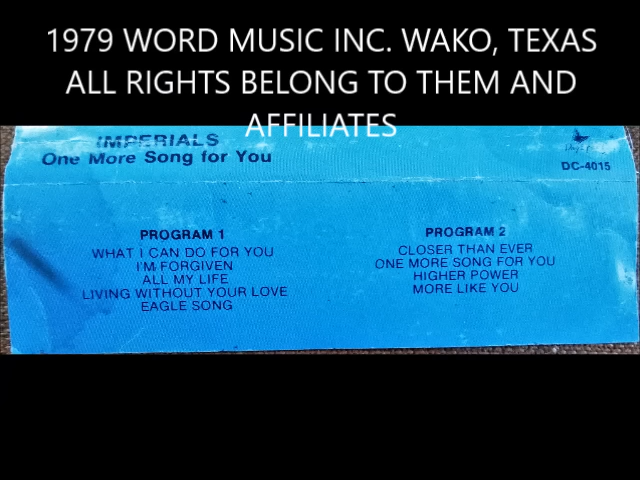 1979 WORD MUSIC INC. WAKO, TEXAS
ALL RIGHTS BELONG TO THEM AND
AFFILIATES
IMPERIALS
One More Song for You
DC-4015
PROGRAM 1
WHAT I CAN DO FOR YOU
I'M FORGIVEN
ALL MY LIFE
LIVING WITHOUT YOUR LOVE
EAGLE SONG
PROGRAM 2
CLOSER THAN EVER
ONE MORE SONG FOR YOU
HIGHER POWER
MORE LIKE YOU